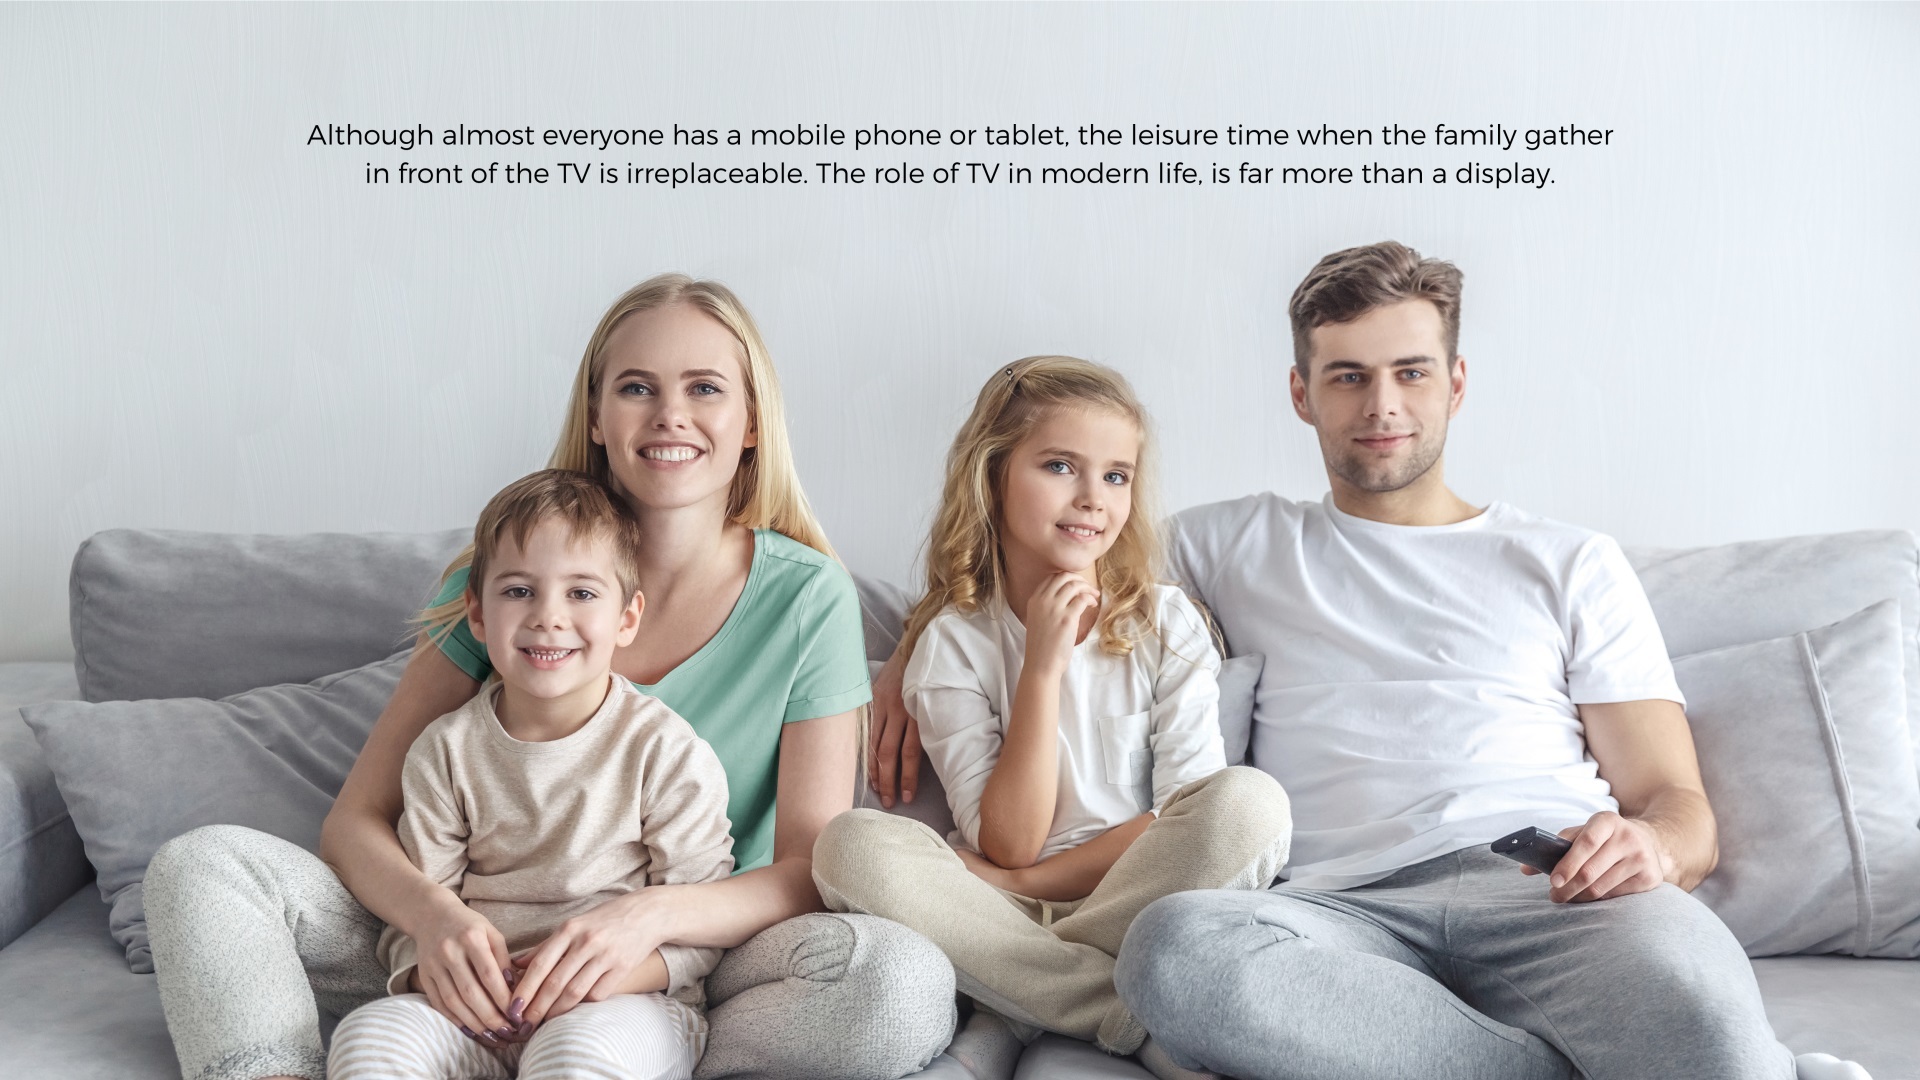 Although almost everyone has a mobile phone or tablet, the leisure time when the family gather
in front of the TV is irreplaceable. The role of TV in modern life, is far more than a display.